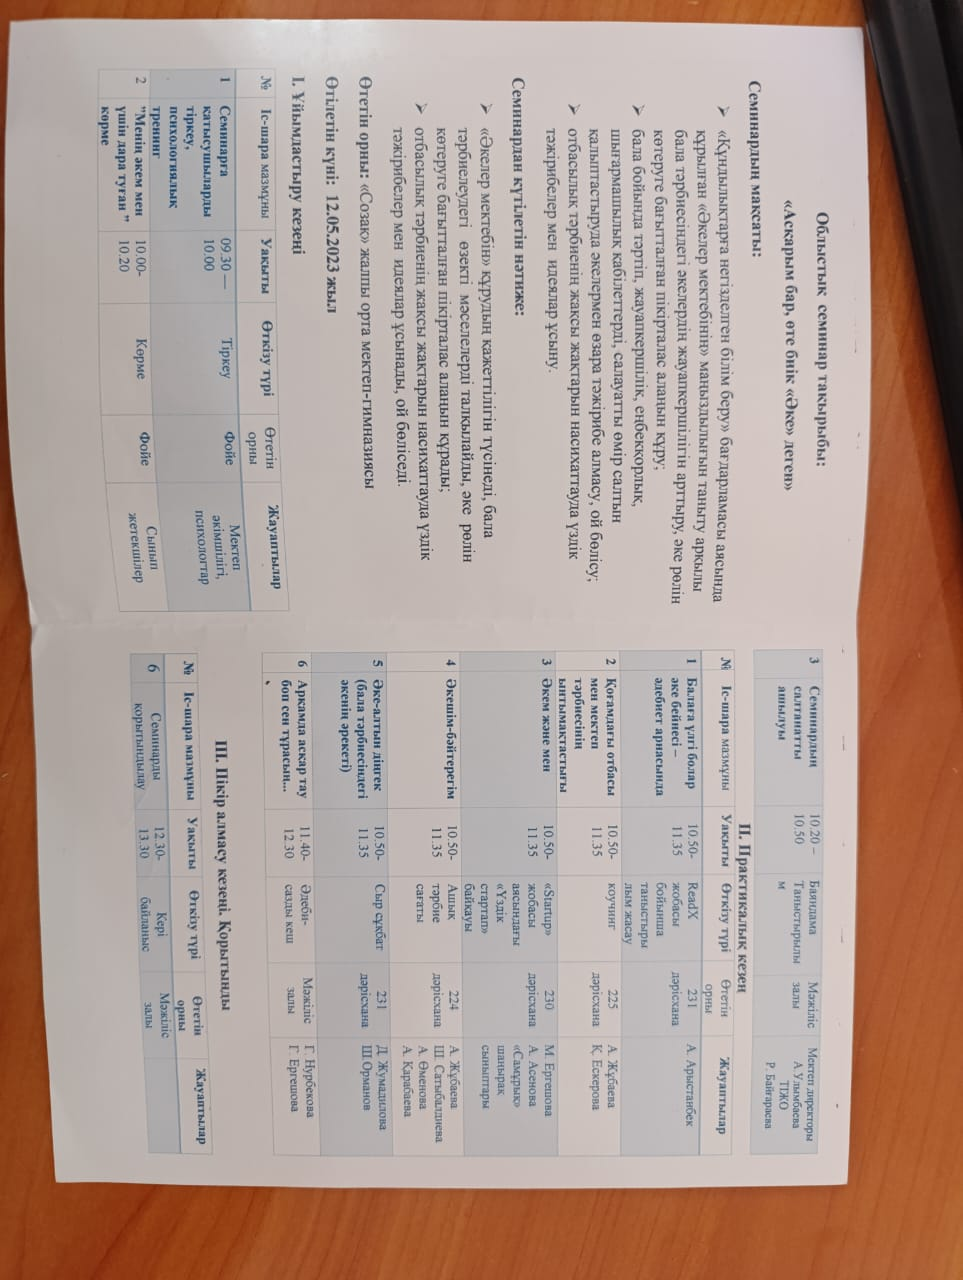 Облыстық семинар тақырыбы:
«Асқарым бар, өте биік «Әке» деген»
Семинардың мақсаты:
➢ «Құндылықтарға негізделген білім беру» бағдарламасы аясында
құрылған «Әкелер мектебінің» маңыздылығын таныту арқылы
бала тәрбиесіндегі әкелердің жауапкершілігін арттыру, әке рөлін
көтеруге бағытталған пікірталас алаңын құру;
➢ бала бойында тәртіп, жауапкершілік, еңбекқорлық,
шығармашылық қабілеттерді, салауатты өмір салтын
қалыптастыруда әкелермен өзара тәжірибе алмасу, ой бөлісу;
➢ отбасылық тәрбиенің жақсы жақтарын насихаттауда үздік
тәжірибелер мен идеялар ұсыну.
Семинардан күтілетін нәтиже:
➢ «Әкелер мектебін» құрудың қажеттілігін түсінеді, бала
тәрбиелеудегі өзекті мәселелерді талқылайды, әке рөлін
көтеруге бағытталған пікірталас алаңын құрады;
➢ отбасылық тәрбиенің жақсы жақтарын насихаттауда үздік
тәжірибелер мен идеялар ұсынады, ой бөліседі.
Өтетін орны: «Созақ» жалпы орта мектеп-гимназиясы
Өтілетін күні: 12.05.2023 жыл
I. Ұйымдастыру кезеңі
№ Іс-шара мазмұны Уақыты Өткізу түрі Өтетін Жауаптылар
орны
1 Семинарға 09.30 — Тіркеу Фойе Мектеп
қатысушыларды 10.00 әкімшілігі,
тіркеу, психологтар
психологиялық
тренинг
2 "Менің әкем мен 10.00- Көрме Фойе Сынып
үшін дара туған " 10.20 жетекшілер
көрме
3 Семинардың 10.20 – Баяндама Мәжіліс Мектеп директоры
салтанатты 10.50 Таныстырылы залы А.Улымбаева
ашылуы м ТІЖО
Р. Байғараева
II. Практикалық кезең
№ Іс-шара мазмұны Уақыты Өткізу түрі Өтетін Жауаптылар
орны
1 Балаға үлгі болар 10.50- ReadX 231 А. Арыстанбек
әке бейнесі – 11.35 жобасы дәрісхана
әдебиет арнасында бойынша
таныстыры
лым жасау
2 Қоғамдағы отбасы 10.50- коучинг 225 А. Жұбаева
мен мектеп 11.35 дәрісхана Қ. Ескерова
тәрбиесінің
ынтымақтастығы
3 Әкем және мен 10.50- «Startup» 230 М. Ергешова
11.35 жобасы дәрісхана А. Асенова
аясындағы «Самұрық»
«Үздік шаңырақ
стартап» сыныптары
байқауы
4 Әкешім-бәйтерегім 10.50- Ашық 224 А. Жұбаева
11.35 тәрбие дәрісхана Ш. Сатыбалдиева
сағаты А. Өменова
А. Қарабаева
5 Әке-алтын дінгек 10.50- Сыр сұқбат 231 Д. Жумадилова
(бала тәрбиесіндегі 11.35 дәрісхана Ш.Орманов
әкенің әрекеті)
6 Арқамда асқар тау 11.40- Әдеби- Мәжіліс Г. Нурбекова
боп сен тұрасың... 12.30 сазды кеш залы Г. Ергешова
III. Пікір алмасу кезеңі. Қорытынды
№ Іс-шара мазмұны Уақыты Өткізу түрі Өтетін Жауаптылар
орны
6 Семинарды 12.30- Кері Мәжіліс
қорытындылау 13.30 байланыс залы